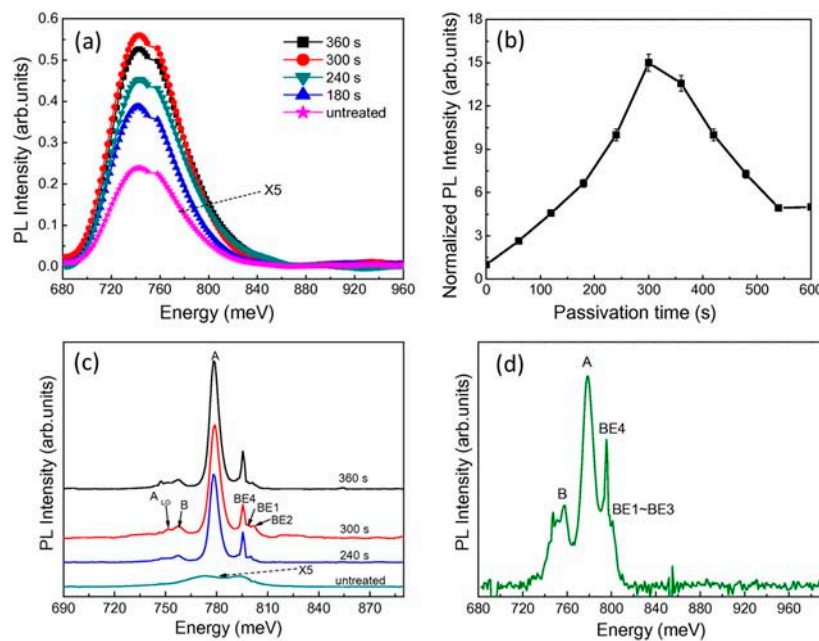 (a)
360 s
300 s
240 s
180 s
untreated
X5
0.6
0.5
0.4
0.3
0.2
0.1
0.0
PL Intensity (arb.units)
680 720 760 800 840 880 920 960
Energy (meV)
(b)
18
15
12
9
6
3
0
Normalized PL Intensity (arb.units)
0 100 200 300 400 500 600
Passivation time (s)
(c)
A
360 s
A LO
B
BE4
BE1
BE2
300 s
240 s
X5
untreated
PL Intensity (arb.units)
690 720 750 780 810 840 870
Energy (meV)
(d)
A
BE4
B
BE1~BE3
PL Intensity (arb.units)
680 720 760 800 840 880 920 960
Energy (meV)